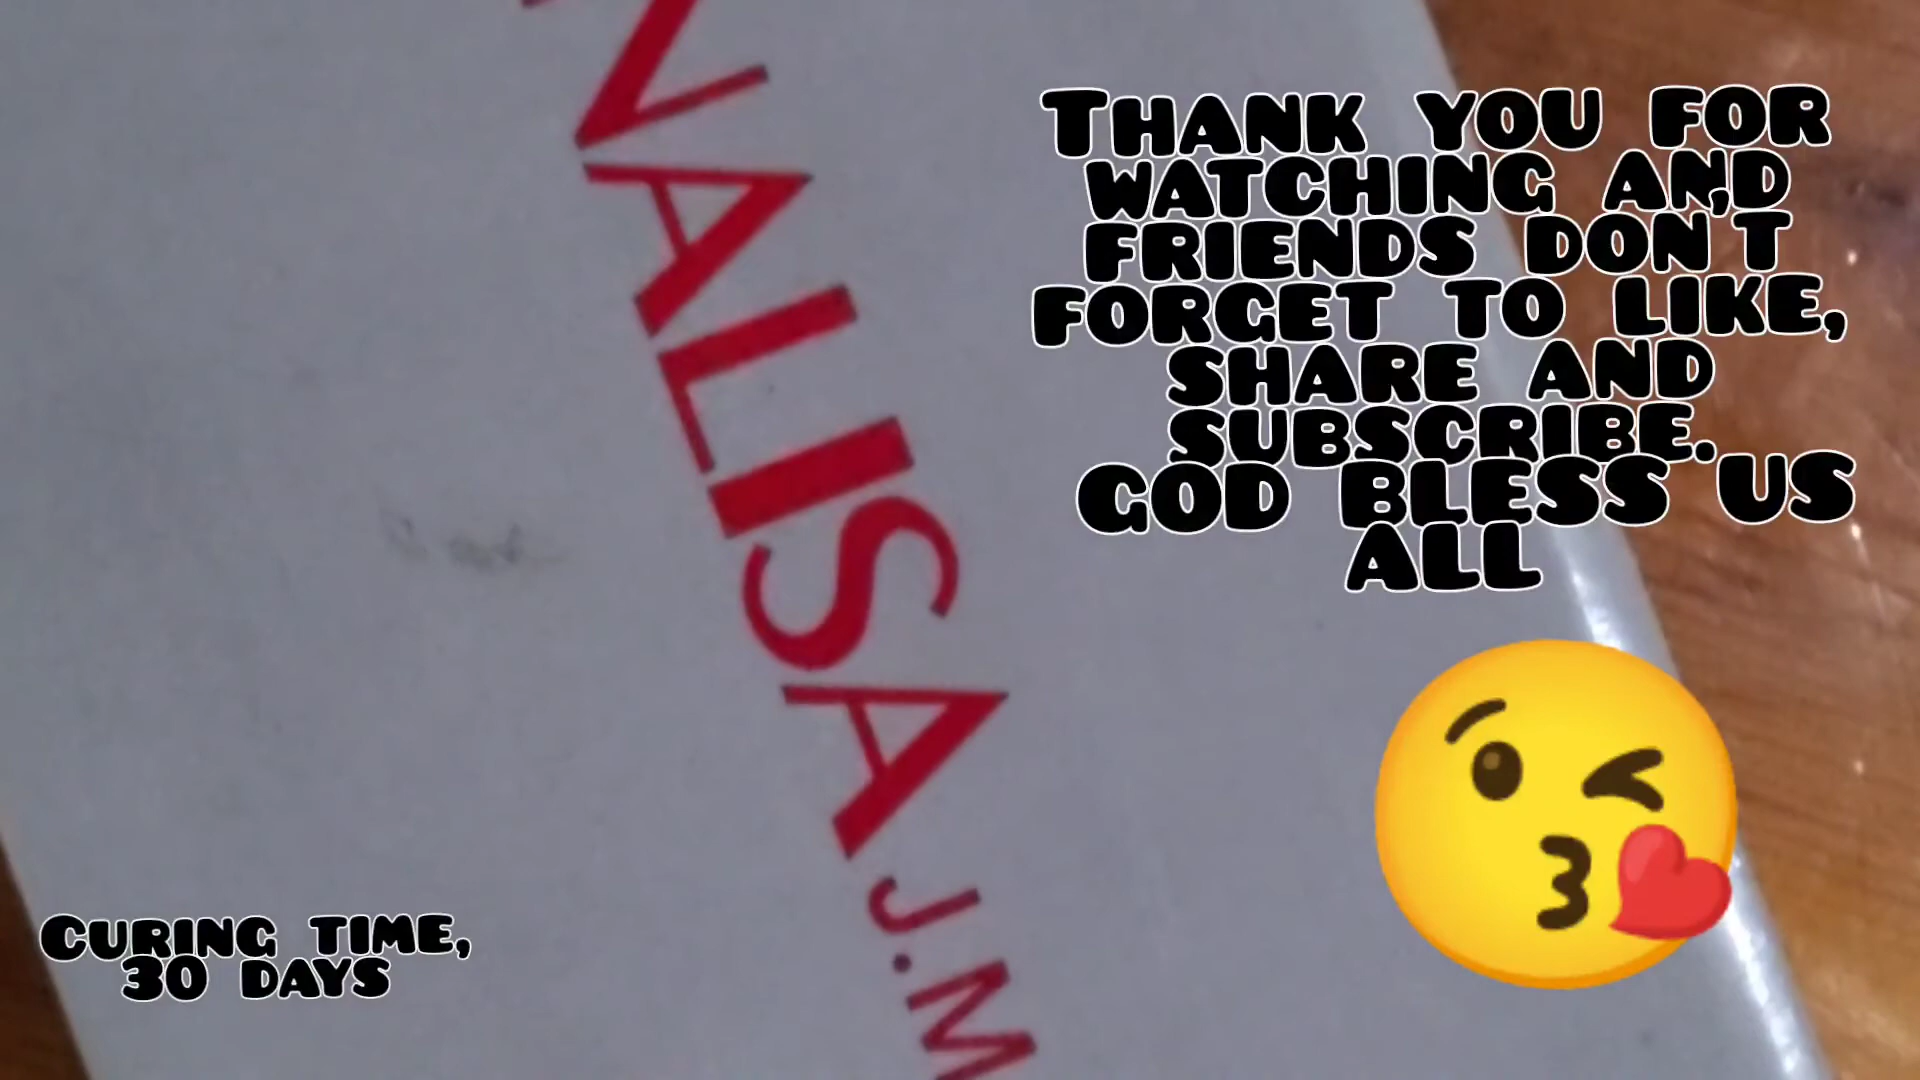 NALISA J.M
Thank you for
watching and
friends don't
forget to like,
share and
subscribe.
God bless us
all
Curing time,
30 days